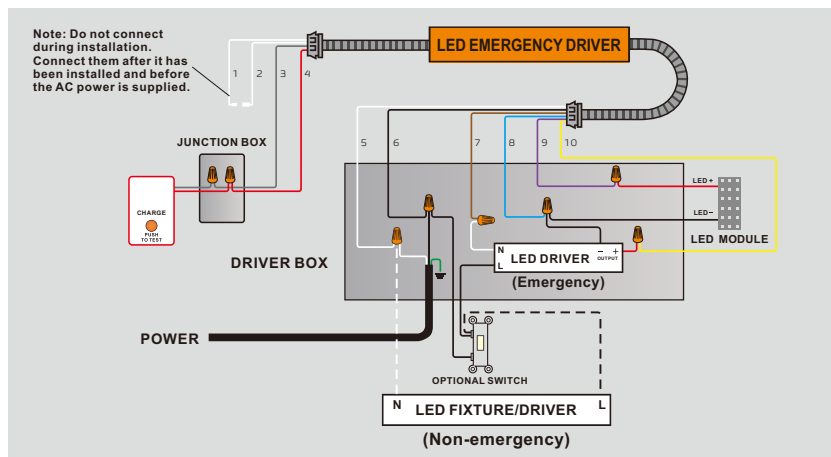 Note: Do not connect
during installation.
Connect them after it has
been installed and before
the AC power is supplied.
LED EMERGENCY DRIVER
1 2 3 4
JUNCTION BOX
5 6 7 8 9 10
CHARGE
PUSH
TO TEST
LED+
LED−
LED MODULE
DRIVER BOX
N
L
LED DRIVER
− +
OUTPUT
(Emergency)
POWER
OPTIONAL SWITCH
N LED FIXTURE/DRIVER L
(Non-emergency)